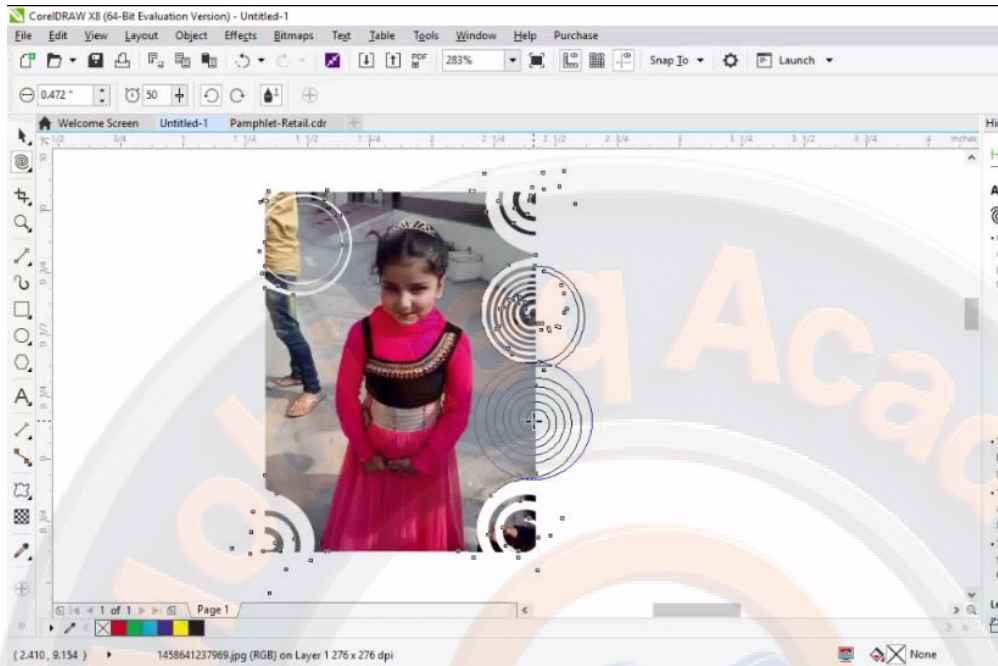 CorelDRAW X8 (64-Bit Evaluation Version) - Untitled-1
File Edit View Layout Object Effects Bitmaps Text Table Tools Window Help Purchase
PDF 283% Snap To Launch
0.472 " 50
Welcome Screen Untitled-1 Pamphlet-Retail.cdr
inches
1 of 1 Page 1
( 2.410 , 9.154 ) 1458641237969.jpg (RGB) on Layer 1 276 x 276 dpi None